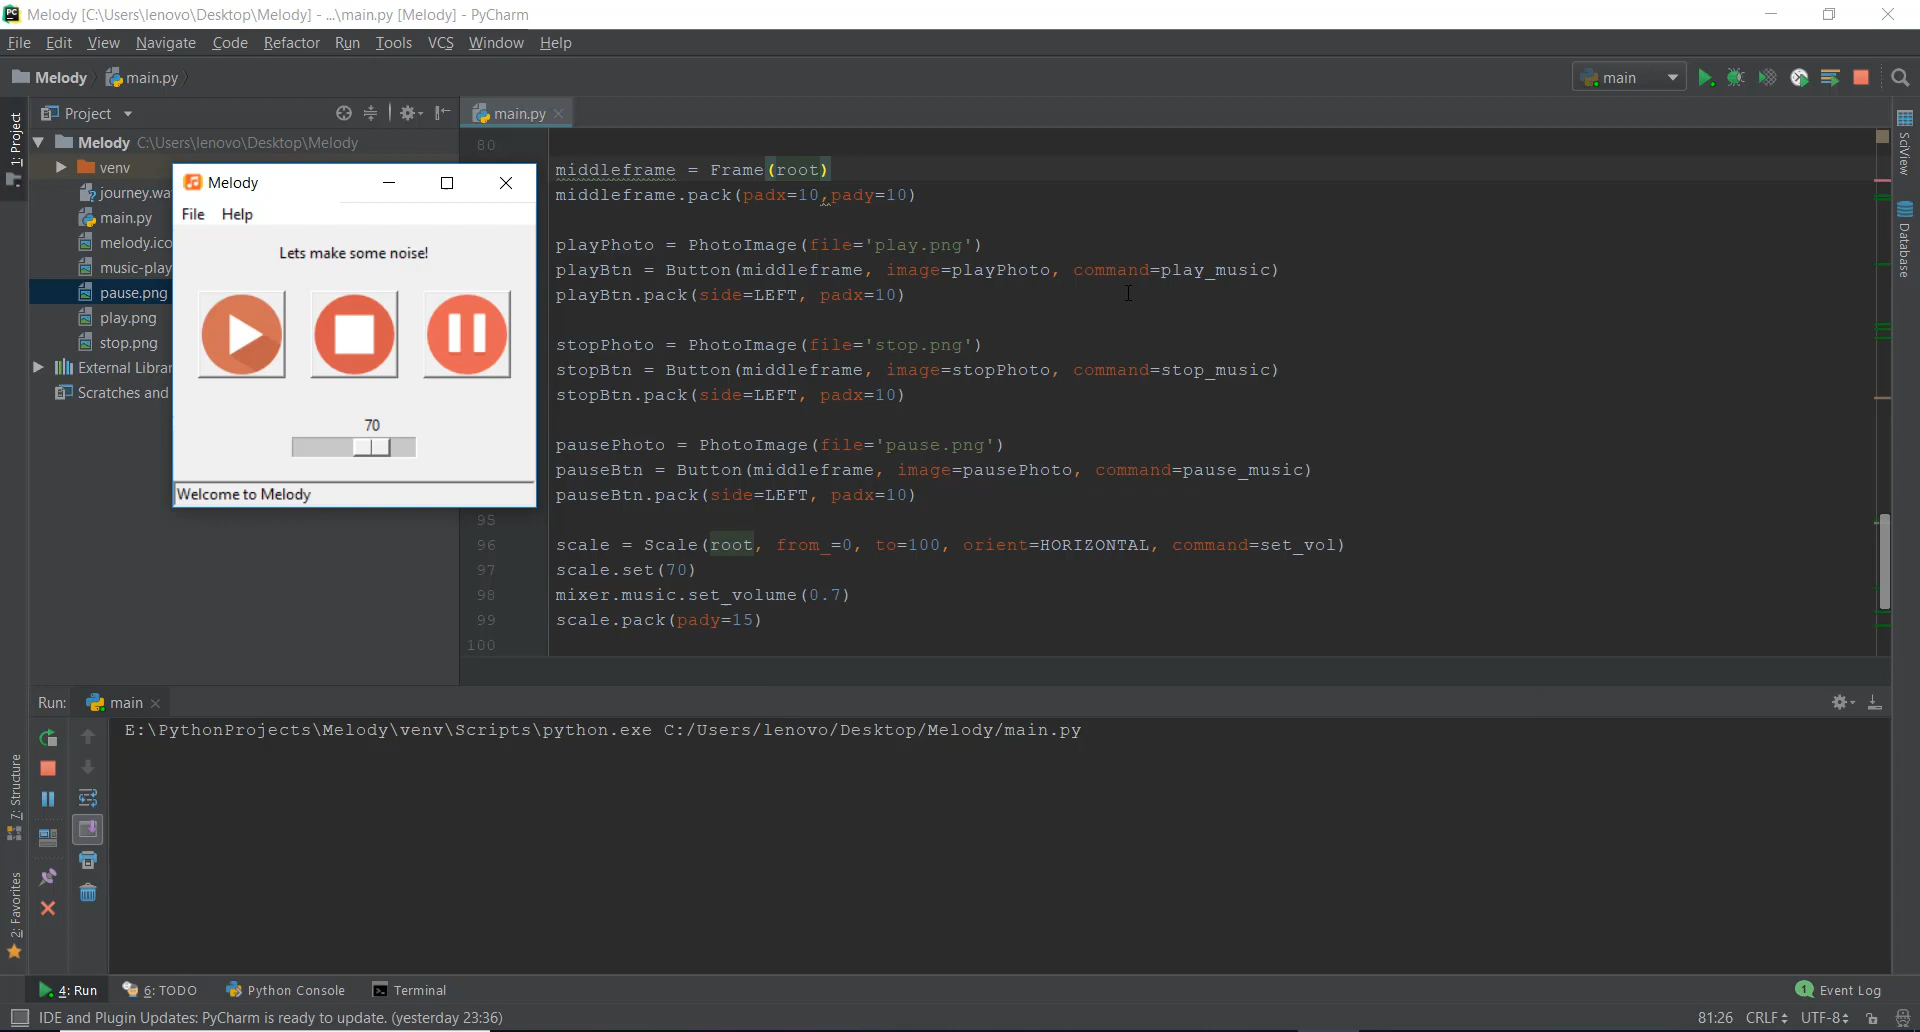 Melody [C:\Users\lenovo\Desktop\Melody] - ...\main.py [Melody] - PyCharm
File Edit View Navigate Code Refactor Run Tools VCS Window Help
Melody main.py
main
1: Project
Project
main.py
Melody C:\Users\lenovo\Desktop\Melody
venv
journey.wa
main.py
melody.ico
music-play
pause.png
play.png
stop.png
External Librar
Scratches and
Melody
File Help
Lets make some noise!
70
Welcome to Melody
80
middleframe = Frame(root)
middleframe.pack(padx=10,pady=10)
playPhoto = PhotoImage(file='play.png')
playBtn = Button(middleframe, image=playPhoto, command=play_music)
playBtn.pack(side=LEFT, padx=10)
stopPhoto = PhotoImage(file='stop.png')
stopBtn = Button(middleframe, image=stopPhoto, command=stop_music)
stopBtn.pack(side=LEFT, padx=10)
pausePhoto = PhotoImage(file='pause.png')
pauseBtn = Button(middleframe, image=pausePhoto, command=pause_music)
pauseBtn.pack(side=LEFT, padx=10)
95
96 scale = Scale(root, from_=0, to=100, orient=HORIZONTAL, command=set_vol)
97 scale.set(70)
98 mixer.music.set_volume(0.7)
99 scale.pack(pady=15)
100
SciView
Database
Run: main
E:\PythonProjects\Melody\venv\Scripts\python.exe C:/Users/lenovo/Desktop/Melody/main.py
7: Structure
2: Favorites
4: Run 6: TODO Python Console Terminal
1 Event Log
IDE and Plugin Updates: PyCharm is ready to update. (yesterday 23:36)
81:26 CRLF UTF-8